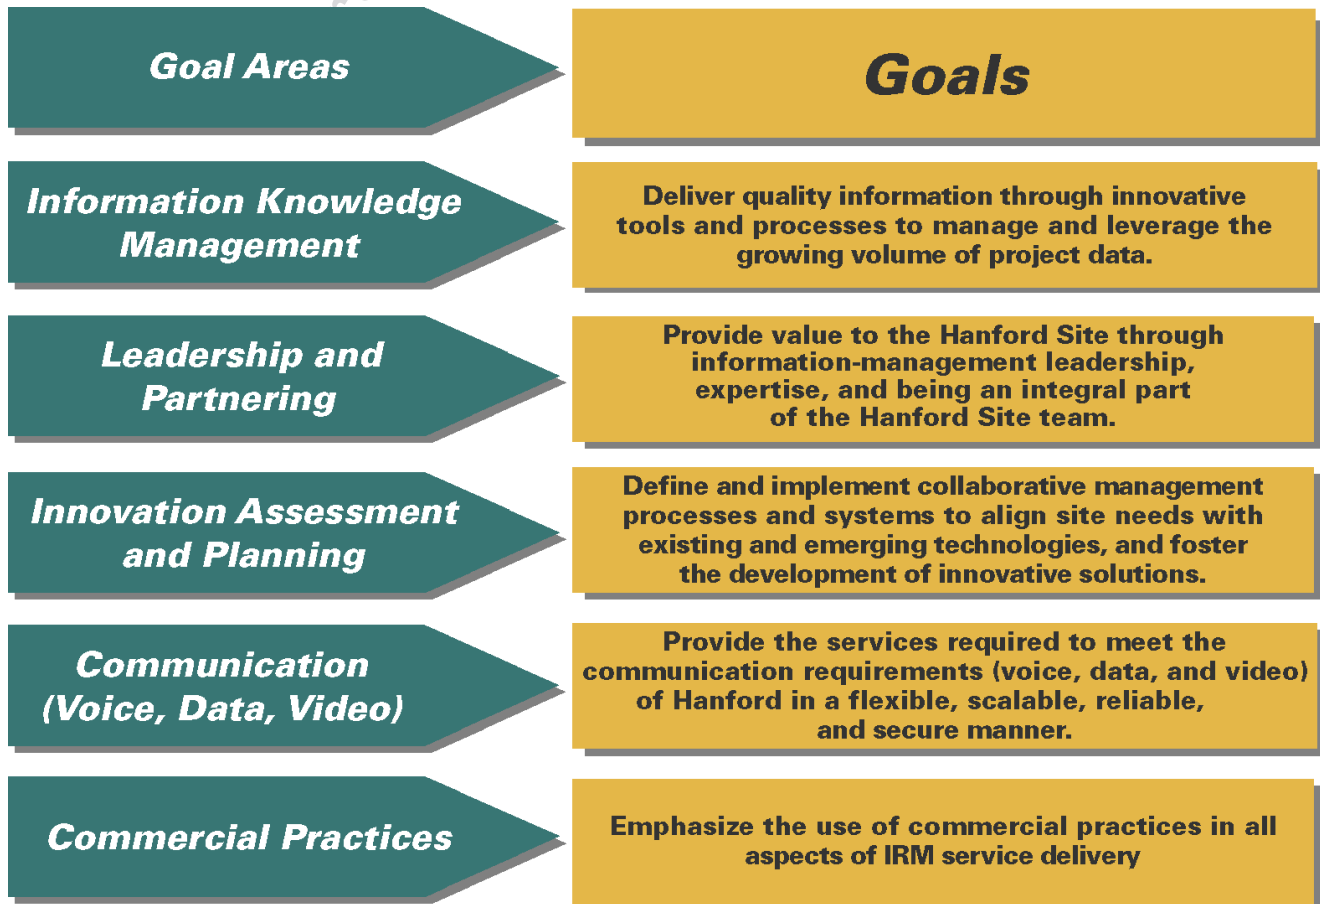 Goal Areas
Goals
Information Knowledge
Management
Deliver quality information through innovative
tools and processes to manage and leverage the
growing volume of project data.
Leadership and
Partnering
Provide value to the Hanford Site through
information-management leadership,
expertise, and being an integral part
of the Hanford Site team.
Innovation Assessment
and Planning
Define and implement collaborative management
processes and systems to align site needs with
existing and emerging technologies, and foster
the development of innovative solutions.
Communication
(Voice, Data, Video)
Provide the services required to meet the
communication requirements (voice, data, and video)
of Hanford in a flexible, scalable, reliable,
and secure manner.
Commercial Practices
Emphasize the use of commercial practices in all
aspects of IRM service delivery